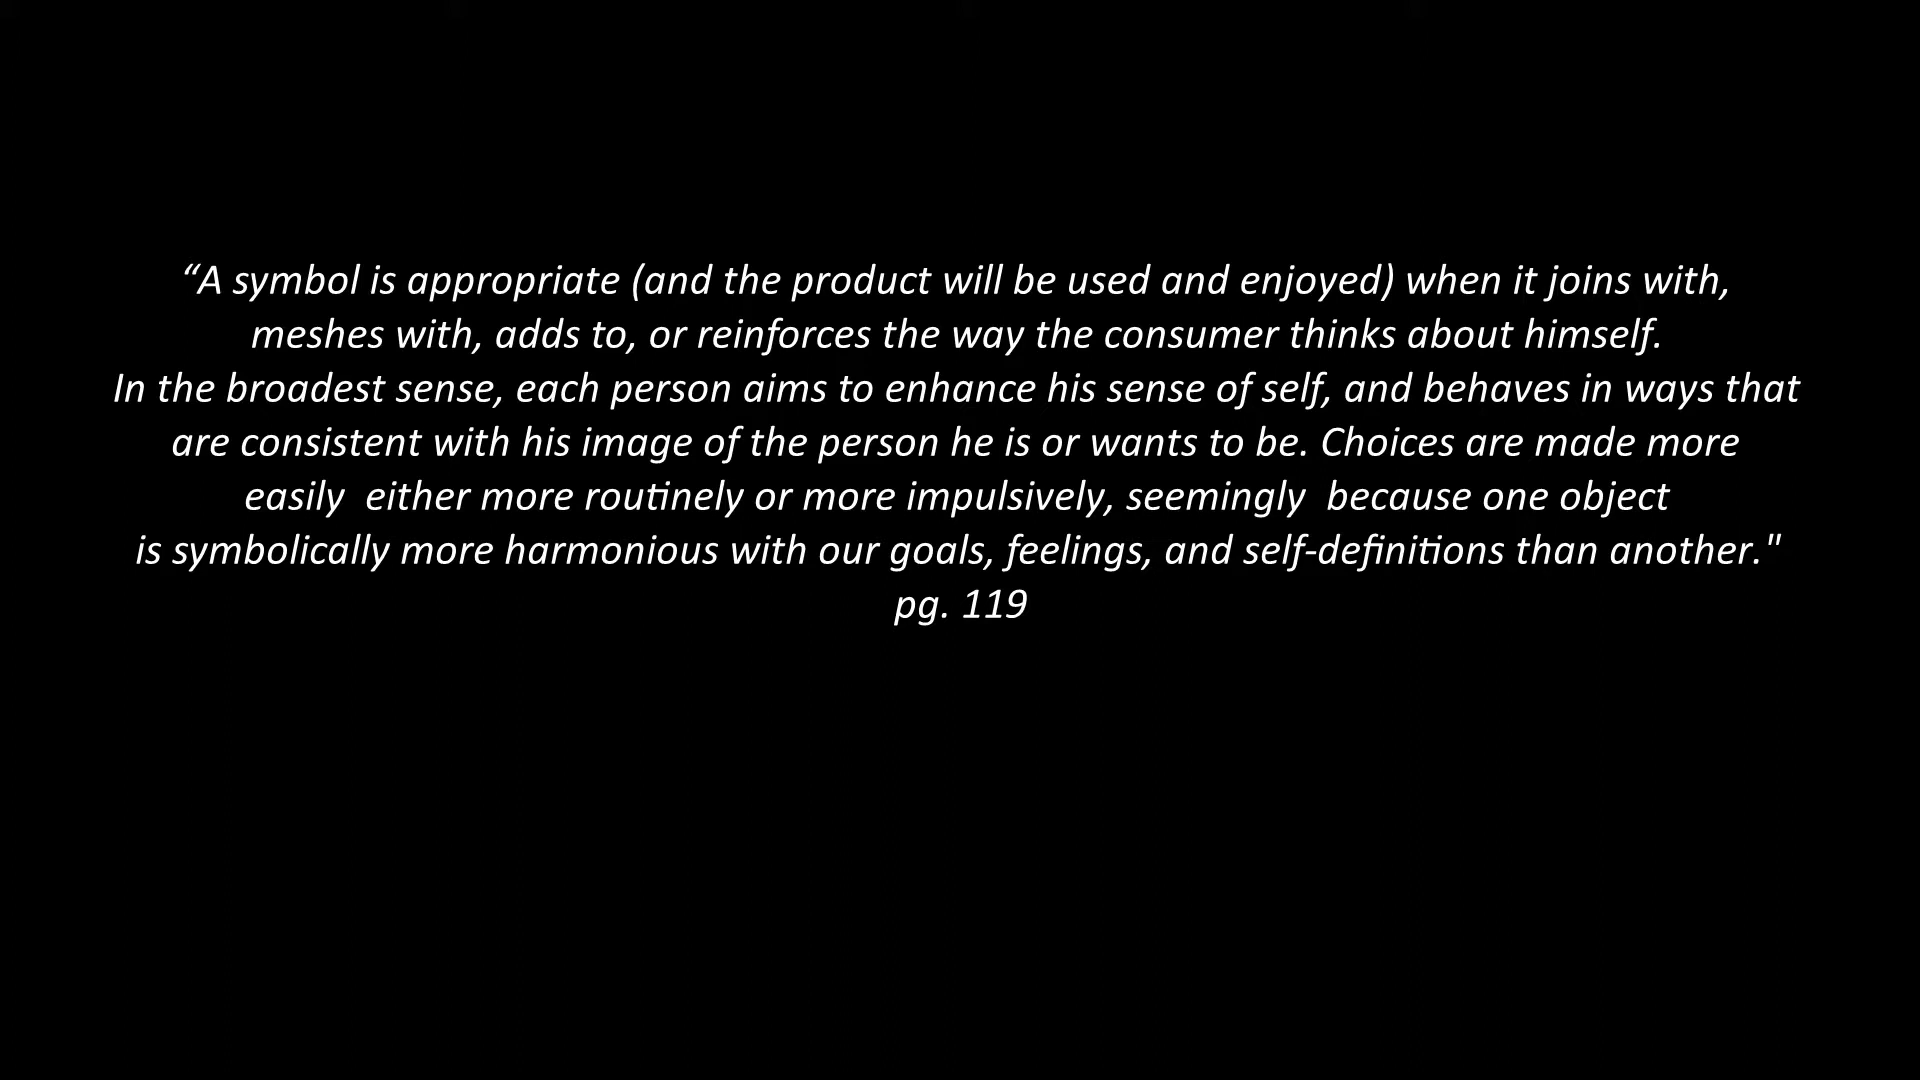 “A symbol is appropriate (and the product will be used and enjoyed) when it joins with,
meshes with, adds to, or reinforces the way the consumer thinks about himself.
In the broadest sense, each person aims to enhance his sense of self, and behaves in ways that
are consistent with his image of the person he is or wants to be. Choices are made more
easily  either more routinely or more impulsively, seemingly  because one object
is symbolically more harmonious with our goals, feelings, and self-definitions than another."
pg. 119